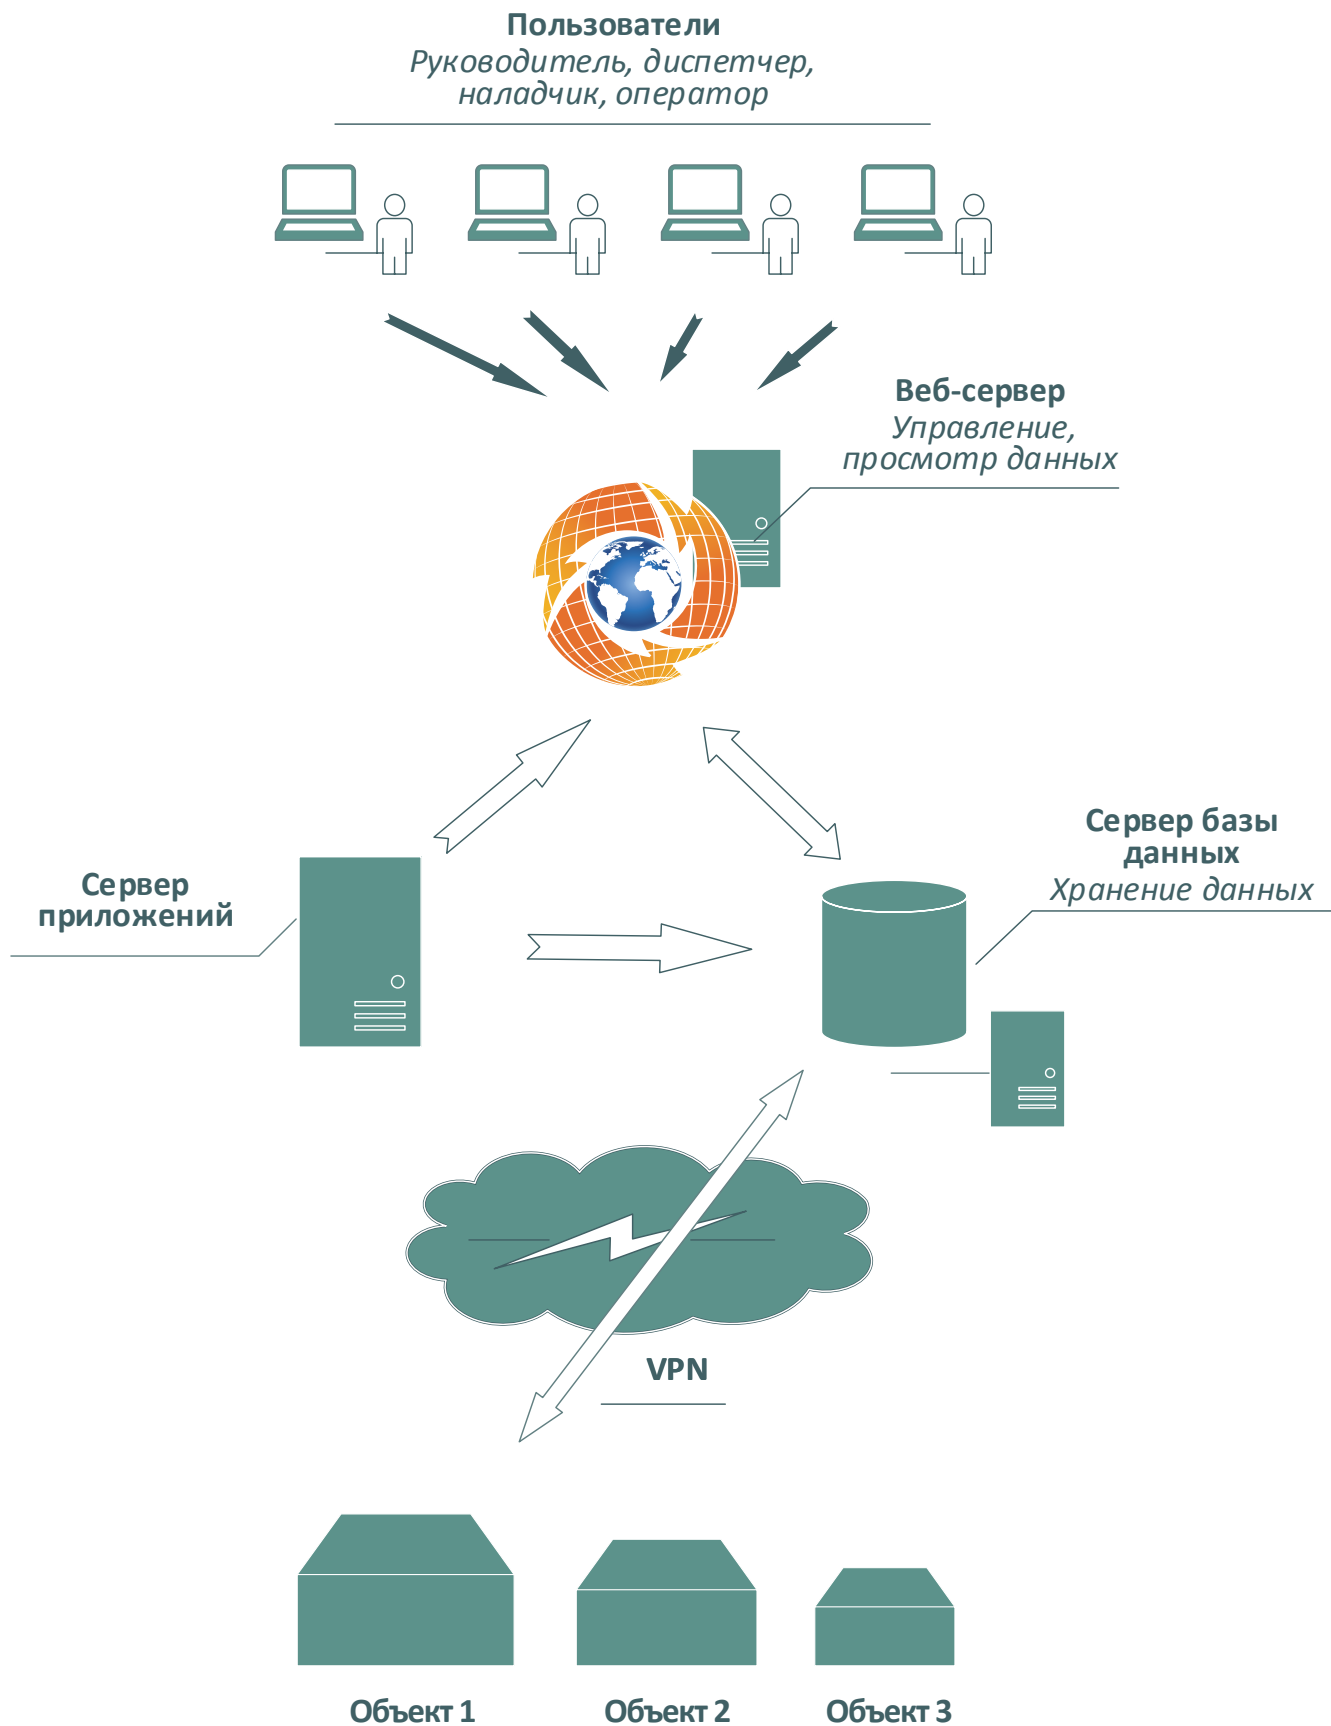 Пользователи
Руководитель, диспетчер,
наладчик, оператор
Веб-сервер
Управление,
просмотр данных
Сервер базы
данных
Хранение данных
Сервер
приложений
VPN
Объект 1
Объект 2
Объект 3